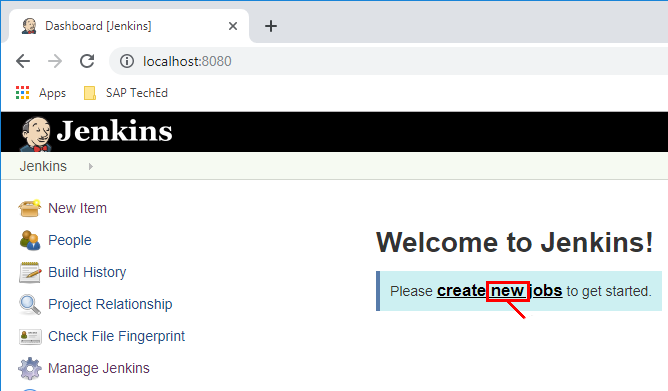 Dashboard [Jenkins]
localhost:8080
Apps
SAP TechEd
Jenkins
Jenkins
New Item
People
Build History
Project Relationship
Check File Fingerprint
Manage Jenkins
Welcome to Jenkins!
Please create new jobs to get started.